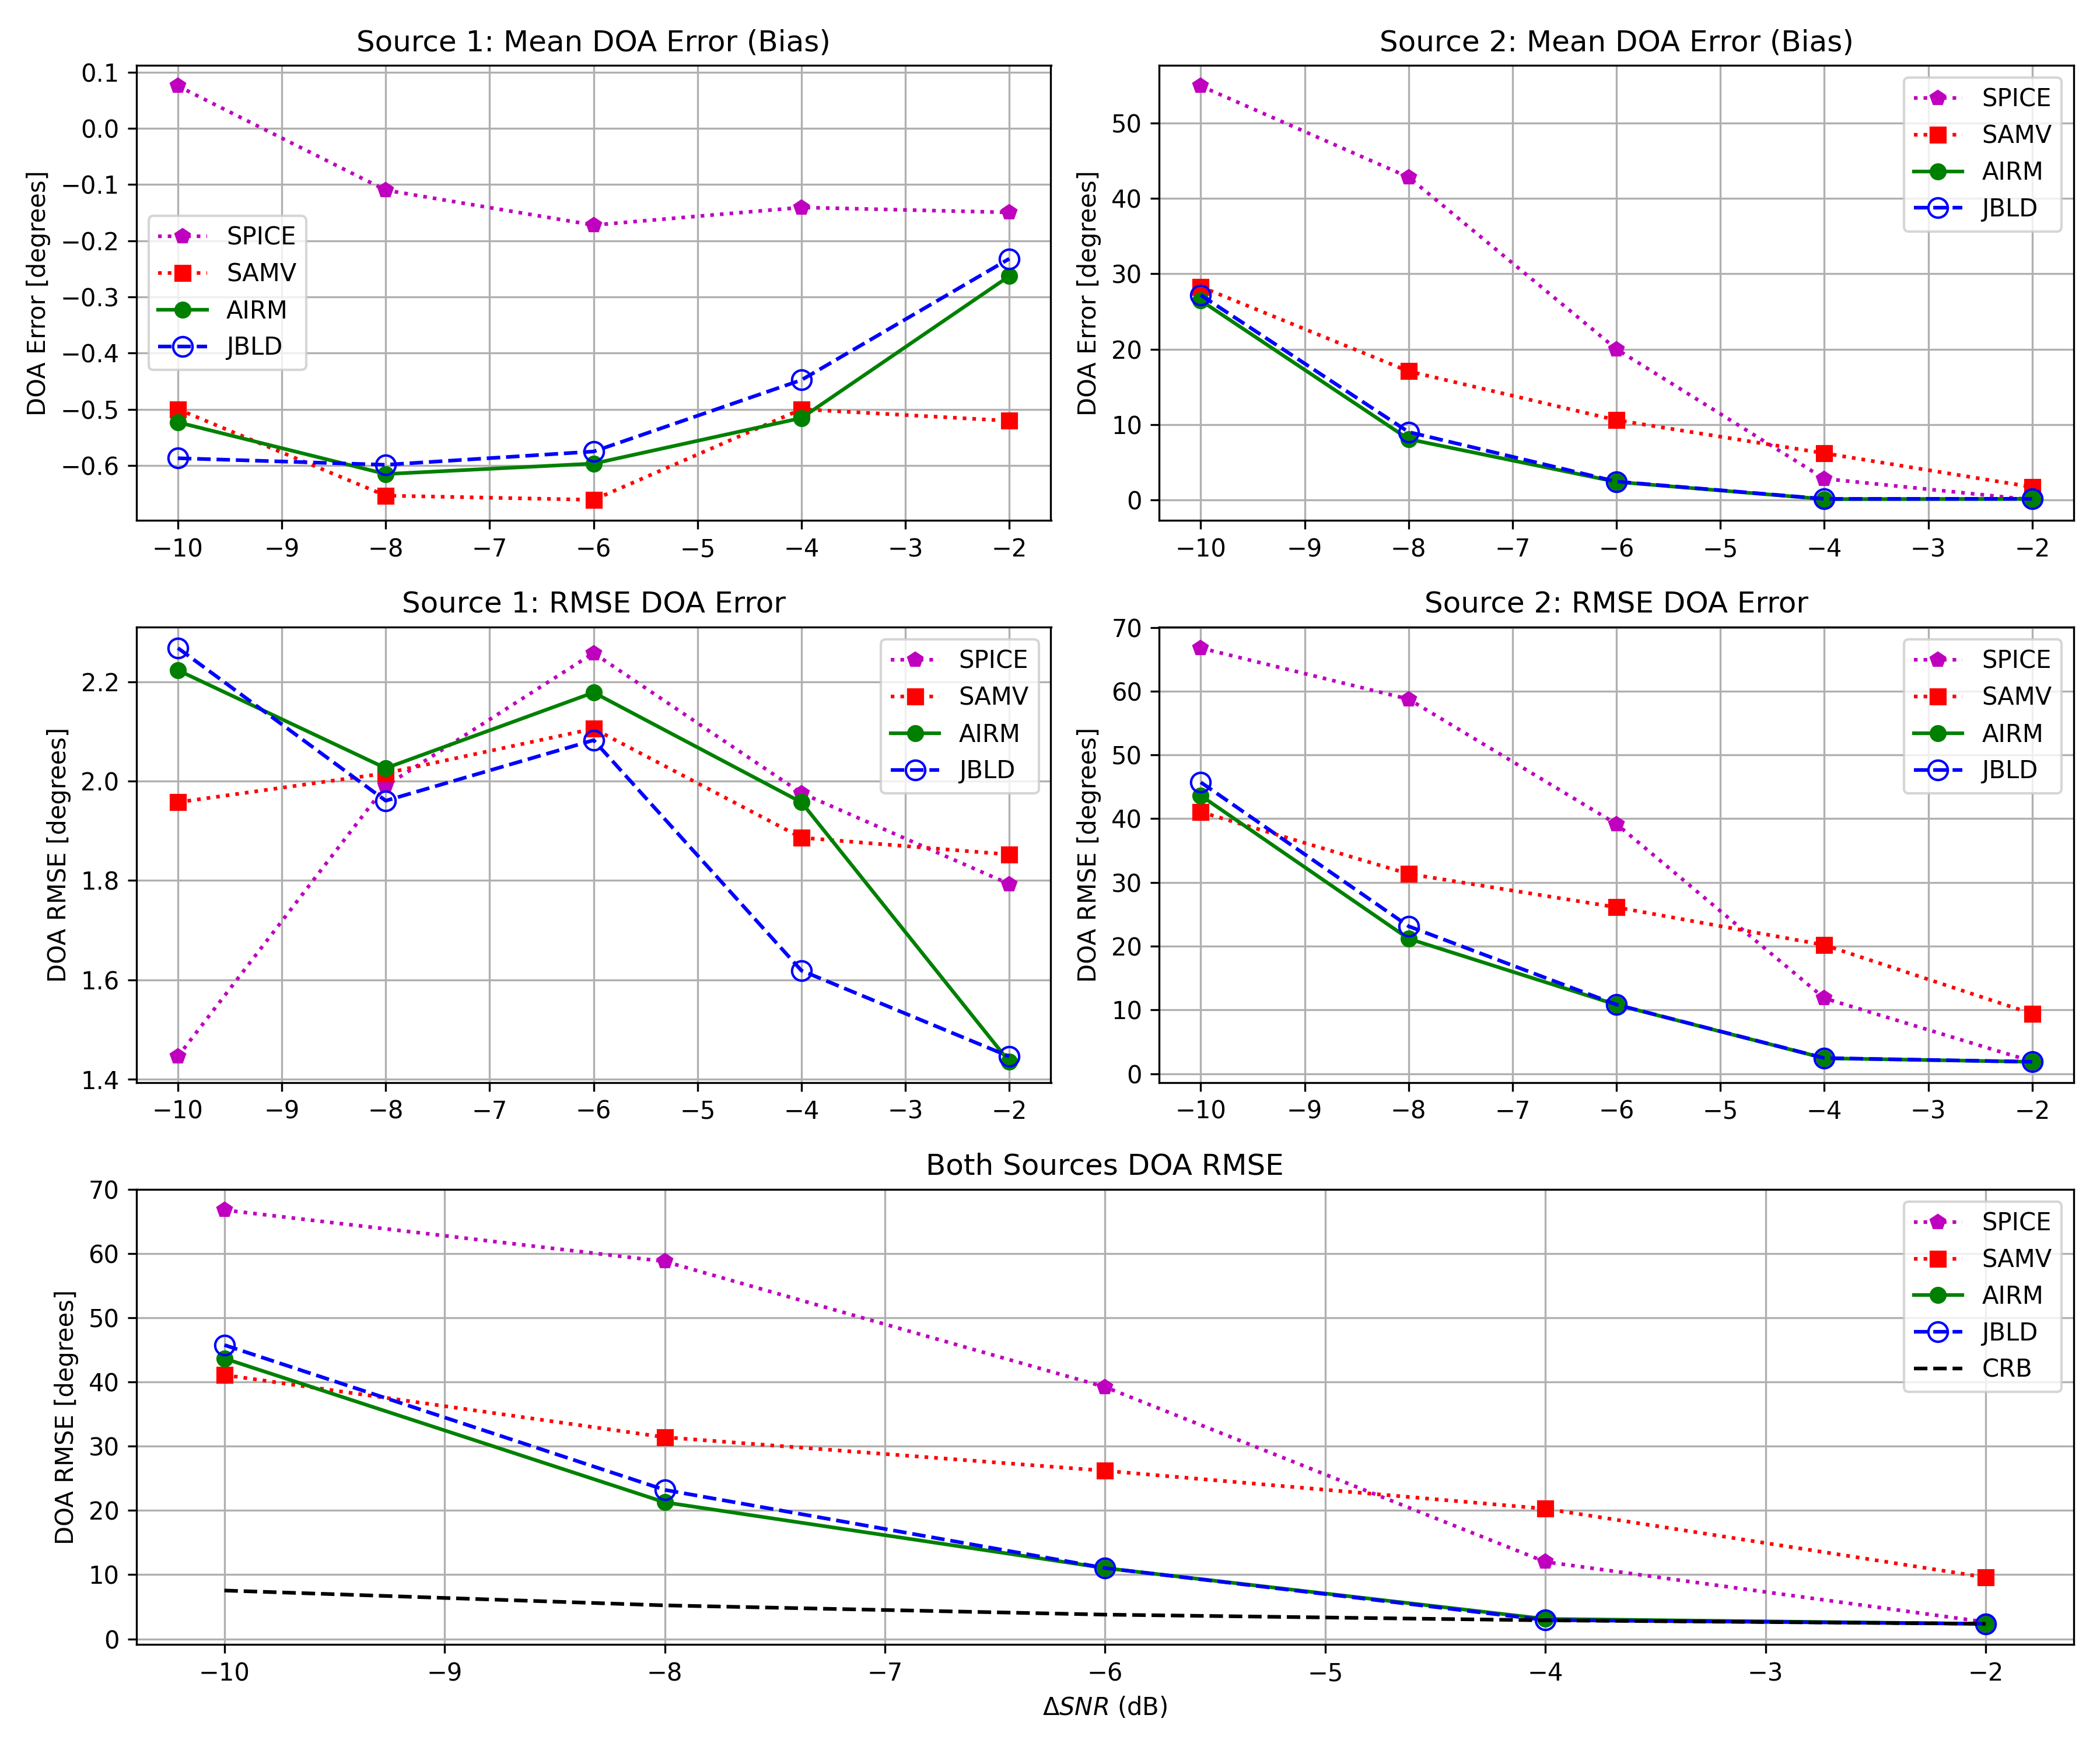 Source 1: Mean DOA Error (Bias)
DOA Error [degrees]
0.1
0.0
−0.1
−0.2
−0.3
−0.4
−0.5
−0.6
SPICE
SAMV
AIRM
JBLD
−10 −9 −8 −7 −6 −5 −4 −3 −2
Source 2: Mean DOA Error (Bias)
DOA Error [degrees]
50
40
30
20
10
0
SPICE
SAMV
AIRM
JBLD
−10 −9 −8 −7 −6 −5 −4 −3 −2
Source 1: RMSE DOA Error
DOA RMSE [degrees]
2.2
2.0
1.8
1.6
1.4
SPICE
SAMV
AIRM
JBLD
−10 −9 −8 −7 −6 −5 −4 −3 −2
Source 2: RMSE DOA Error
DOA RMSE [degrees]
70
60
50
40
30
20
10
0
SPICE
SAMV
AIRM
JBLD
−10 −9 −8 −7 −6 −5 −4 −3 −2
Both Sources DOA RMSE
DOA RMSE [degrees]
70
60
50
40
30
20
10
0
SPICE
SAMV
AIRM
JBLD
CRB
−10 −9 −8 −7 −6 −5 −4 −3 −2
ΔSNR (dB)